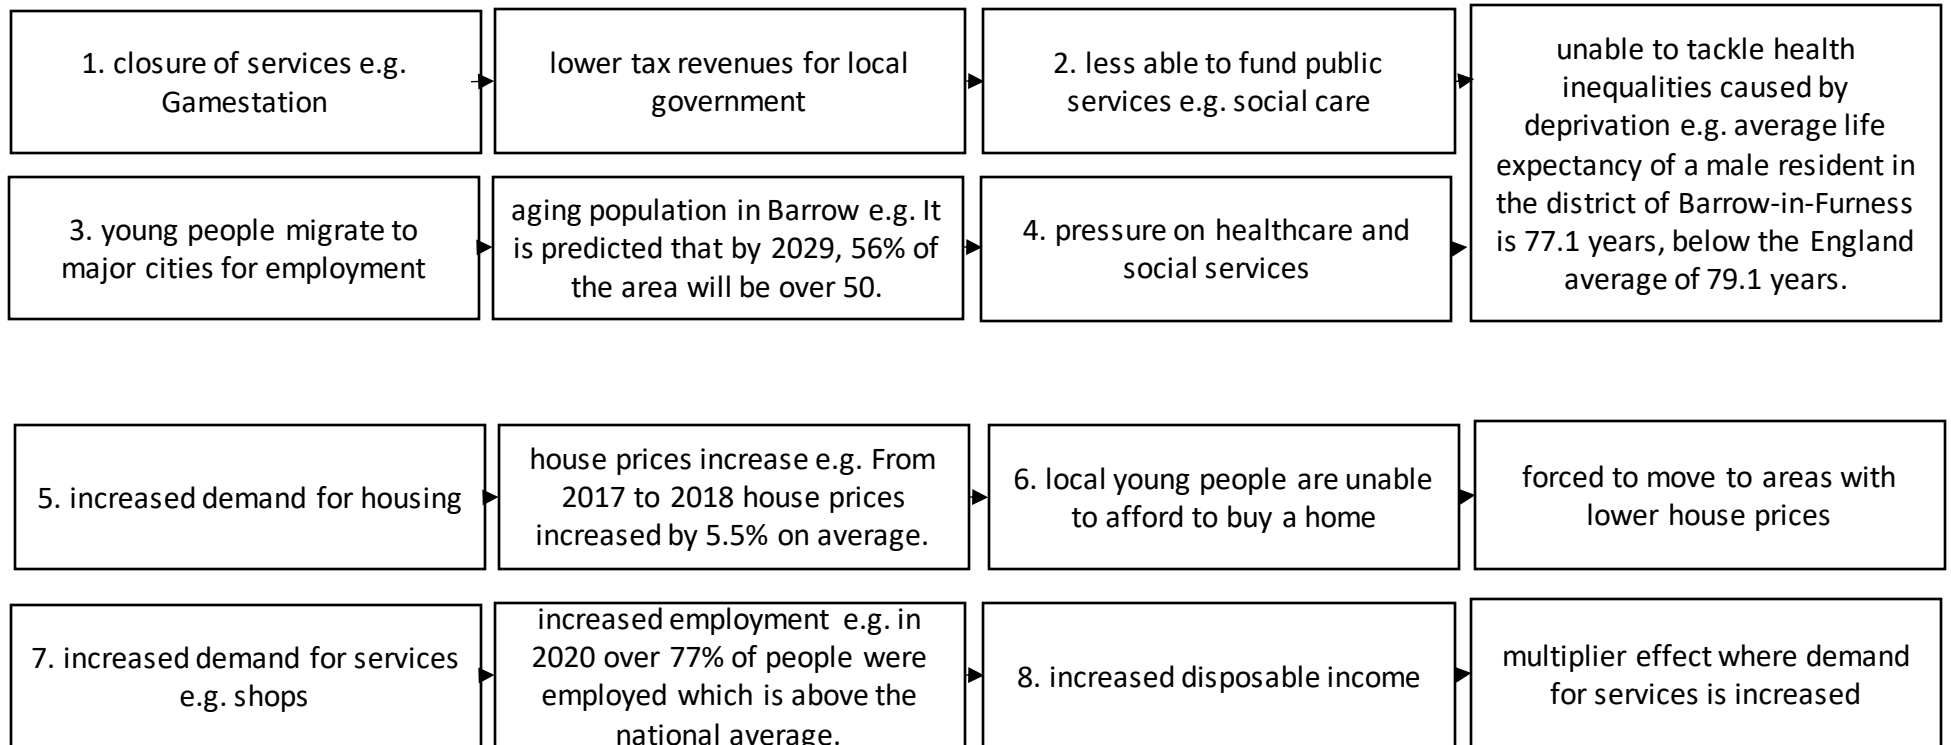 1. closure of services e.g.
Gamestation
lower tax revenues for local
government
2. less able to fund public
services e.g. social care
unable to tackle health
inequalities caused by
deprivation e.g. average life
expectancy of a male resident in
the district of Barrow-in-Furness
is 77.1 years, below the England
average of 79.1 years.
3. young people migrate to
major cities for employment
aging population in Barrow e.g. It
is predicted that by 2029, 56% of
the area will be over 50.
4. pressure on healthcare and
social services
5. increased demand for housing
house prices increase e.g. From
2017 to 2018 house prices
increased by 5.5% on average.
6. local young people are unable
to afford to buy a home
forced to move to areas with
lower house prices
7. increased demand for services
e.g. shops
increased employment e.g. in
2020 over 77% of people were
employed which is above the
national average.
8. increased disposable income
multiplier effect where demand
for services is increased